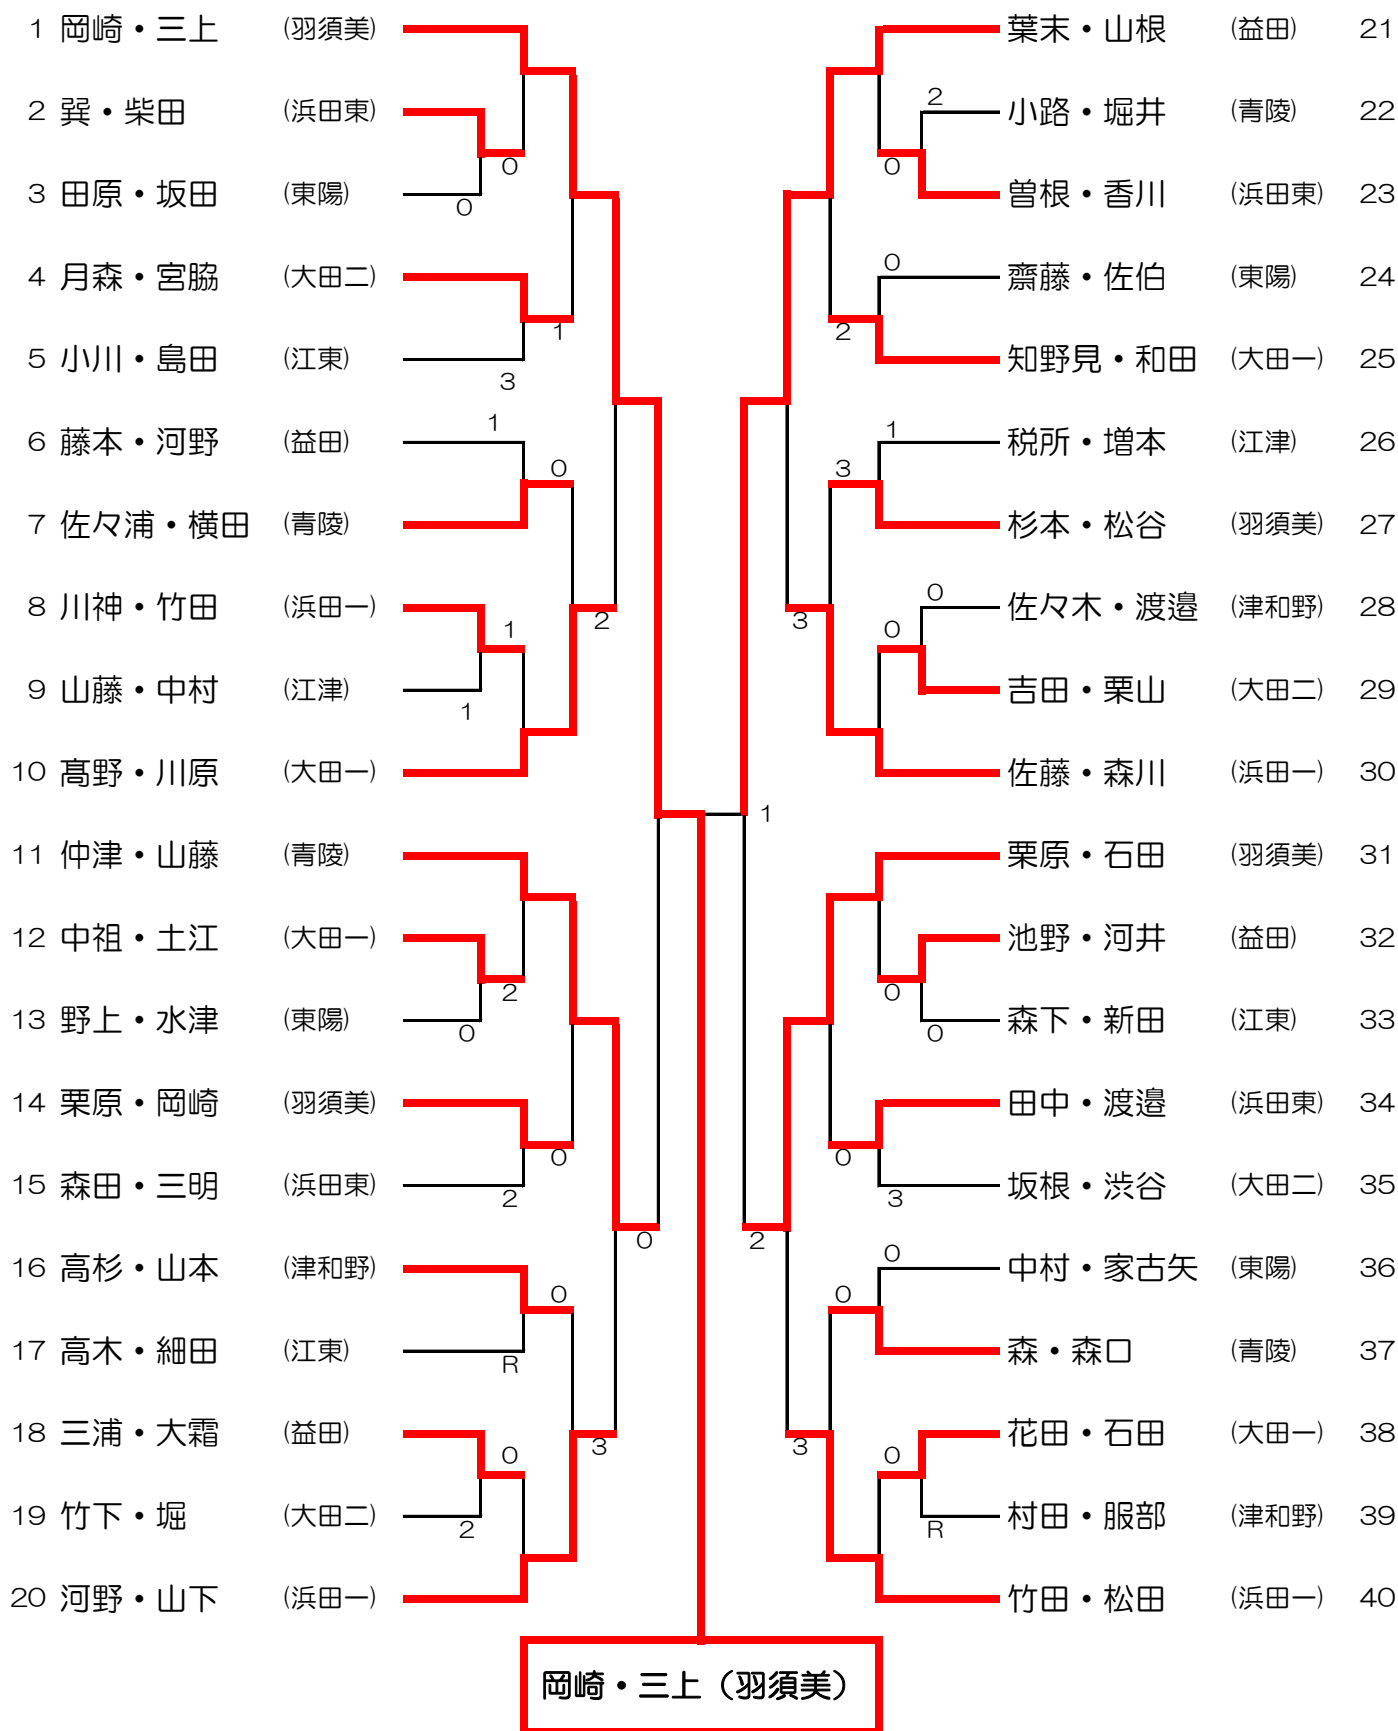 1 岡崎・三上 (羽須美)
2 巽・柴田 (浜田東)
0
3 田原・坂田 (東陽)
0
4 月森・宮脇 (大田二)
1
5 小川・島田 (江東)
3
1
6 藤本・河野 (益田)
0
7 佐々浦・横田 (青陵)
8 川神・竹田 (浜田一)
1
2
9 山藤・中村 (江津)
1
10 髙野・川原 (大田一)
11 仲津・山藤 (青陵)
12 中祖・土江 (大田一)
2
13 野上・水津 (東陽)
0
14 栗原・岡崎 (羽須美)
0
15 森田・三明 (浜田東)
2
0
16 高杉・山本 (津和野)
0
17 高木・細田 (江東)
R
18 三浦・大霜 (益田)
0
3
19 竹下・堀 (大田二)
2
20 河野・山下 (浜田一)
葉末・山根 (益田) 21
2
小路・堀井 (青陵) 22
0
曽根・香川 (浜田東) 23
0
齋藤・佐伯 (東陽) 24
2
知野見・和田 (大田一) 25
1
税所・増本 (江津) 26
3
杉本・松谷 (羽須美) 27
0
佐々木・渡邉 (津和野) 28
3
0
吉田・栗山 (大田二) 29
佐藤・森川 (浜田一) 30
1
栗原・石田 (羽須美) 31
池野・河井 (益田) 32
0
森下・新田 (江東) 33
0
田中・渡邉 (浜田東) 34
0
坂根・渋谷 (大田二) 35
3
2
0
中村・家古矢 (東陽) 36
0
森・森口 (青陵) 37
花田・石田 (大田一) 38
3
0
村田・服部 (津和野) 39
R
竹田・松田 (浜田一) 40
岡崎・三上（羽須美）